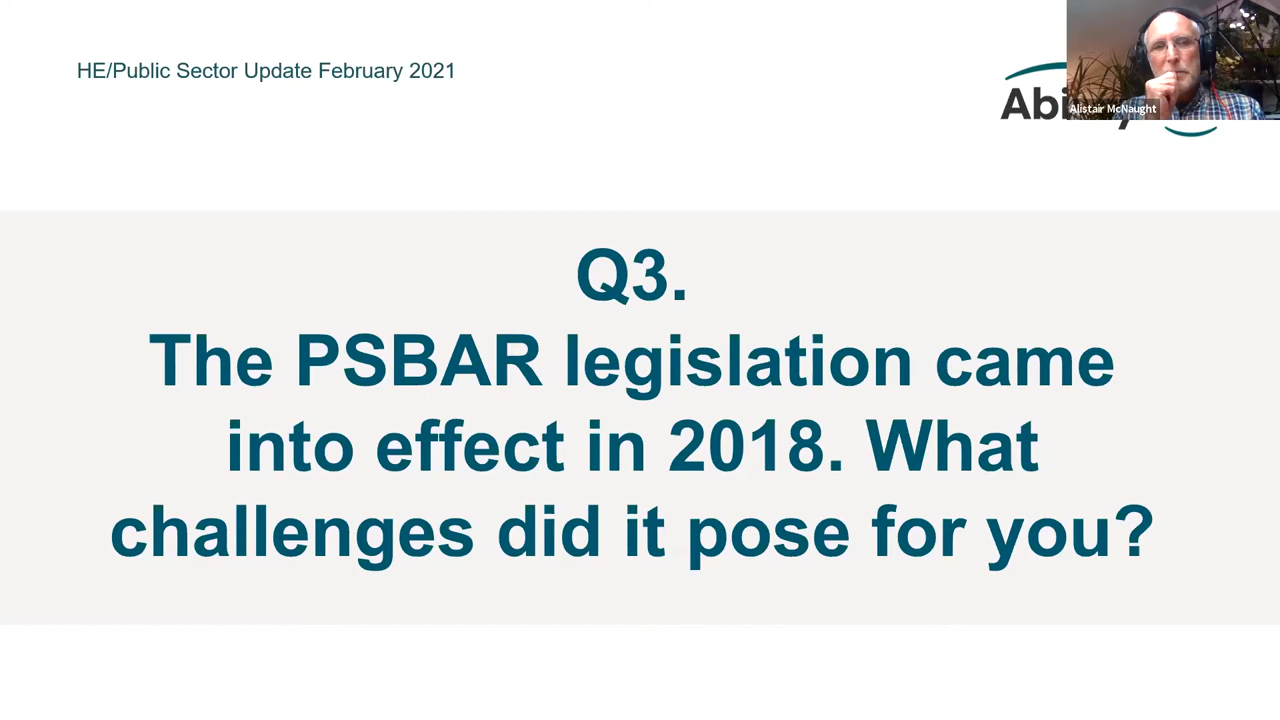 HE/Public Sector Update February 2021
Alistair McNaught
Q3.
The PSBAR legislation came
into effect in 2018. What
challenges did it pose for you?